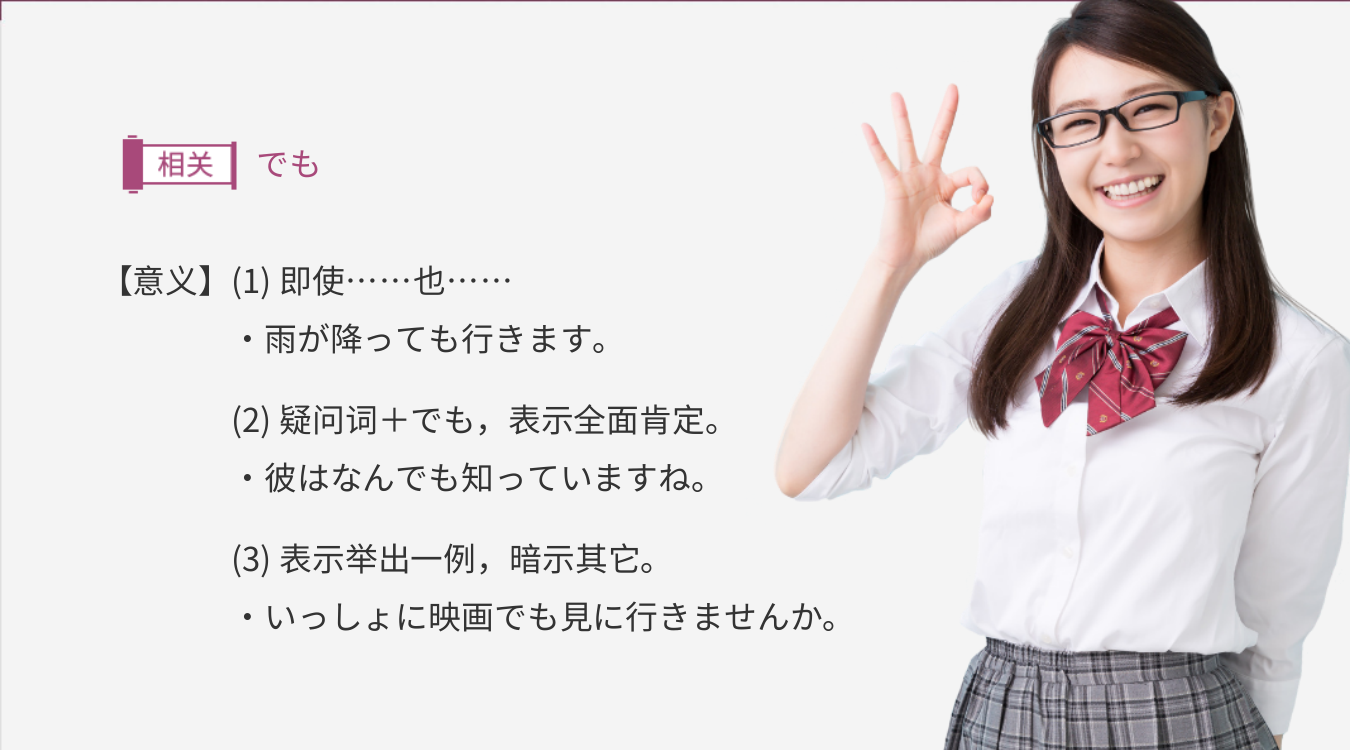 相关 でも
【意义】(1) 即使……也……
・雨が降っても行きます。
(2) 疑问词＋でも，表示全面肯定。
・彼はなんでも知っていますね。
(3) 表示举出一例，暗示其它。
・いっしょに映画でも見に行きませんか。